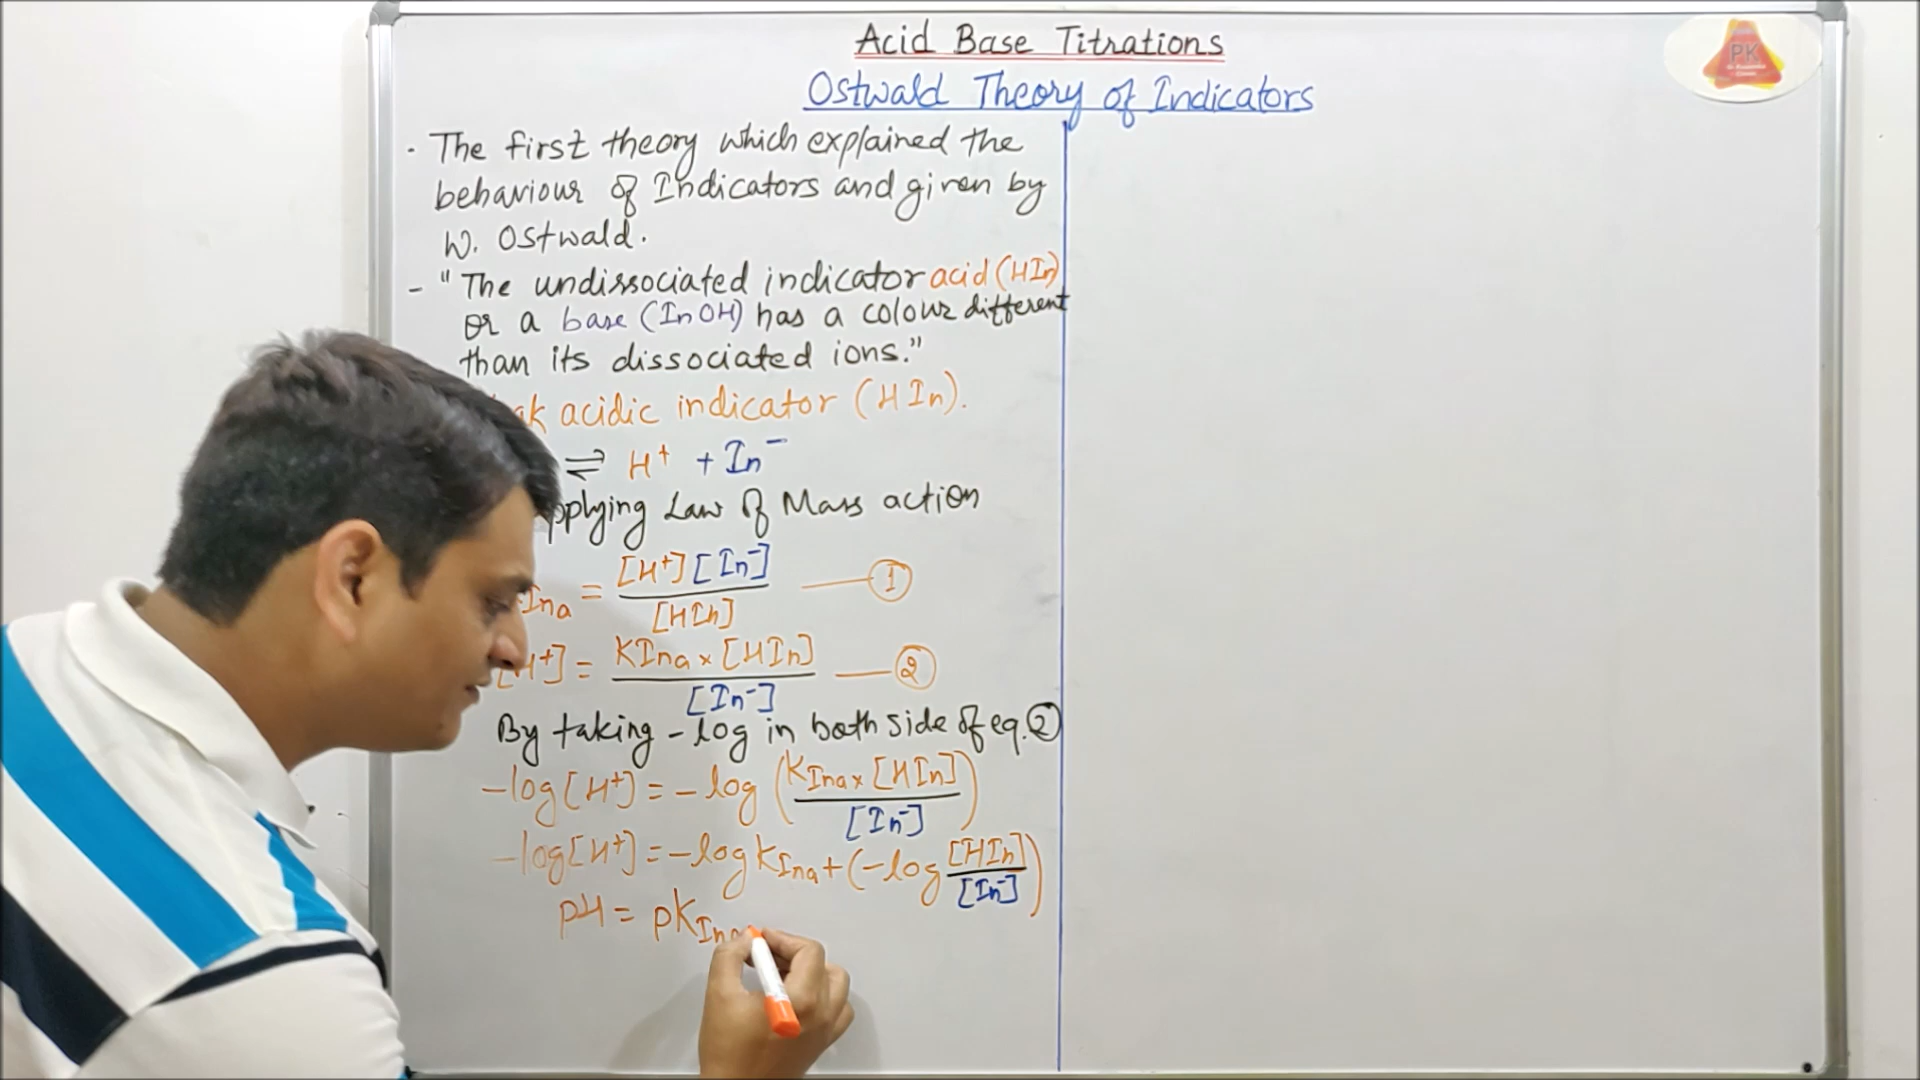 Acid Base Titrations
PK
Ostwald Theory of Indicators
· The first theory which explained the
behaviour of Indicators and given by
W. Ostwald.
- "The undissociated indicator acid (HIn)
or a base (InOH) has a colour different
than its dissociated ions."
ak acidic indicator (HIn).
⇌ H⁺ + In⁻
pplying Law of Mass action
Ina = [H⁺][In⁻] / [HIn] —— ①
[H⁺] = KIna × [HIn] / [In⁻] —— ②
By taking -log in both side of eq. ②
-log[H⁺] = -log (KIna × [HIn] / [In⁻])
-log[H⁺] = -log KIna + (-log [HIn] / [In⁻])
pH = pKIna